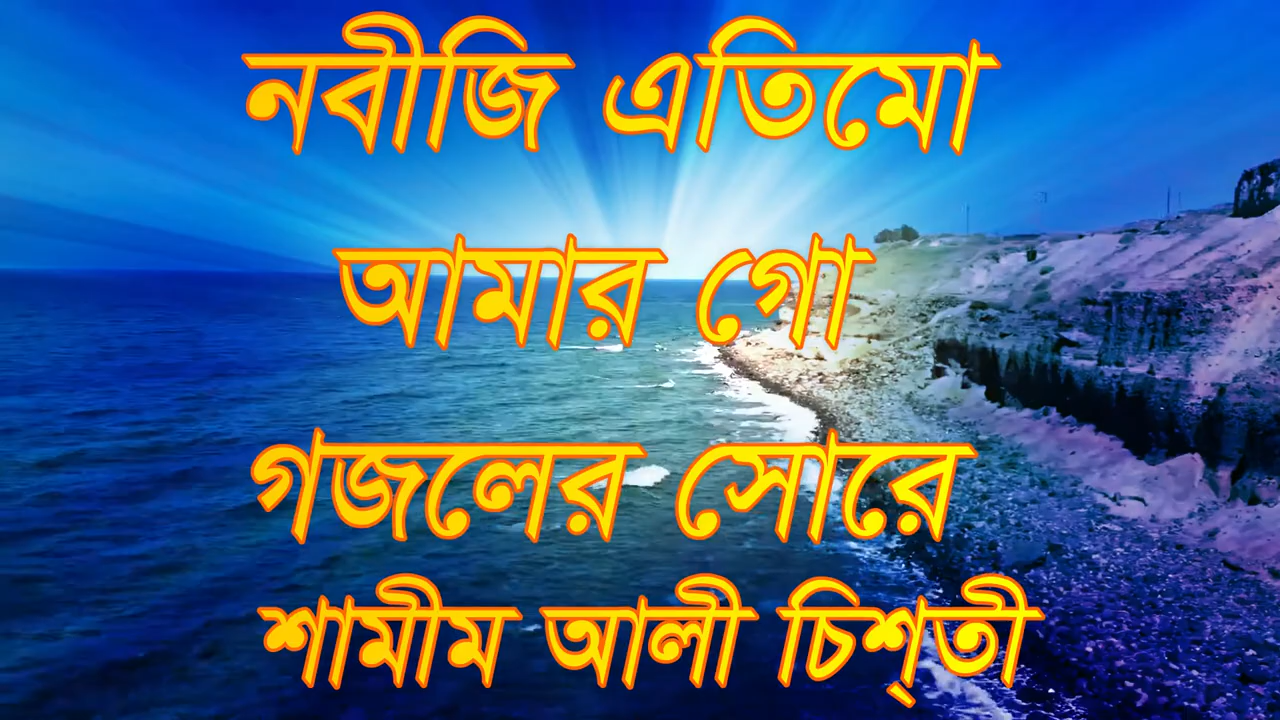 নবীজি এতিমো
আমার গো
গজলের সোরে
শামীম আলী চিশ্‌তী